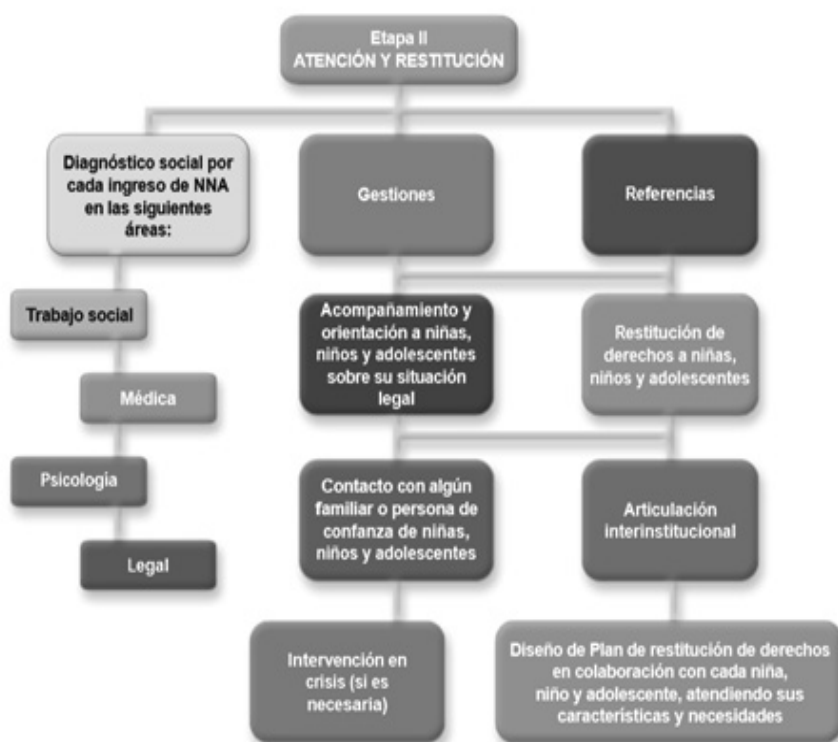 Etapa II
ATENCIÓN Y RESTITUCIÓN
Diagnóstico social por
cada ingreso de NNA
en las siguientes
áreas:
Gestiones
Referencias
Trabajo social
Médica
Psicología
Legal
Acompañamiento y
orientación a niñas,
niños y adolescentes
sobre su situación
legal
Restitución de
derechos a niñas,
niños y adolescentes
Contacto con algún
familiar o persona de
confanza de niñas,
niños y adolescentes
Articulación
interinstitucional
Intervención en
crisis (si es
necesaria)
Diseño de Plan de restitución de derechos
en colaboración con cada niña,
niño y adolescente, atendiendo sus
características y necesidades